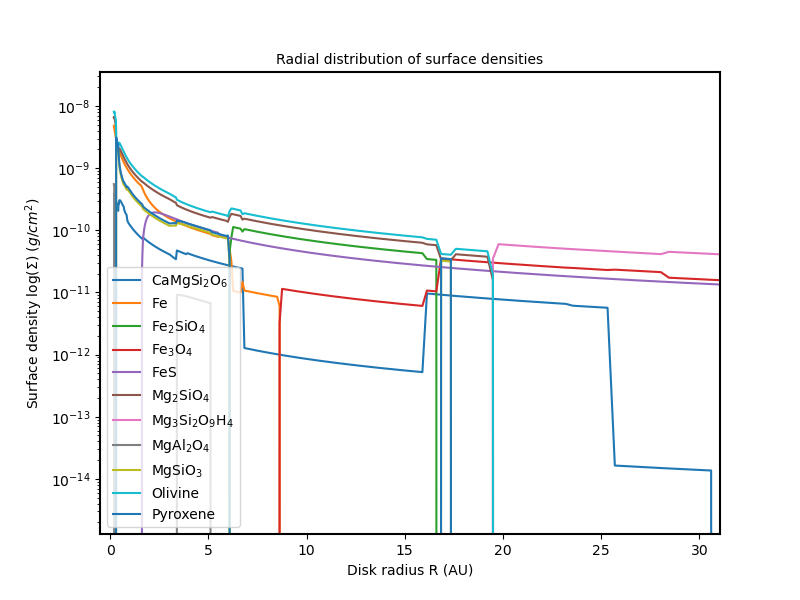 Radial distribution of surface densities
Surface density log(Σ) (g/cm²)
10⁻⁸
10⁻⁹
10⁻¹⁰
10⁻¹¹
10⁻¹²
10⁻¹³
10⁻¹⁴
CaMgSi₂O₆
Fe
Fe₂SiO₄
Fe₃O₄
FeS
Mg₂SiO₄
Mg₃Si₂O₉H₄
MgAl₂O₄
MgSiO₃
Olivine
Pyroxene
0 5 10 15 20 25 30
Disk radius R (AU)